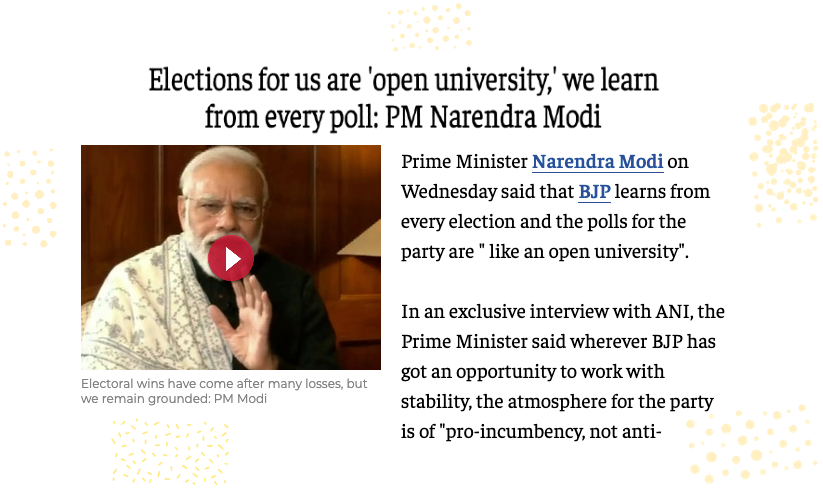 Elections for us are 'open university,' we learn
from every poll: PM Narendra Modi
Prime Minister Narendra Modi on
Wednesday said that BJP learns from
every election and the polls for the
party are " like an open university".
In an exclusive interview with ANI, the
Prime Minister said wherever BJP has
got an opportunity to work with
stability, the atmosphere for the party
is of "pro-incumbency, not anti-
Electoral wins have come after many losses, but
we remain grounded: PM Modi